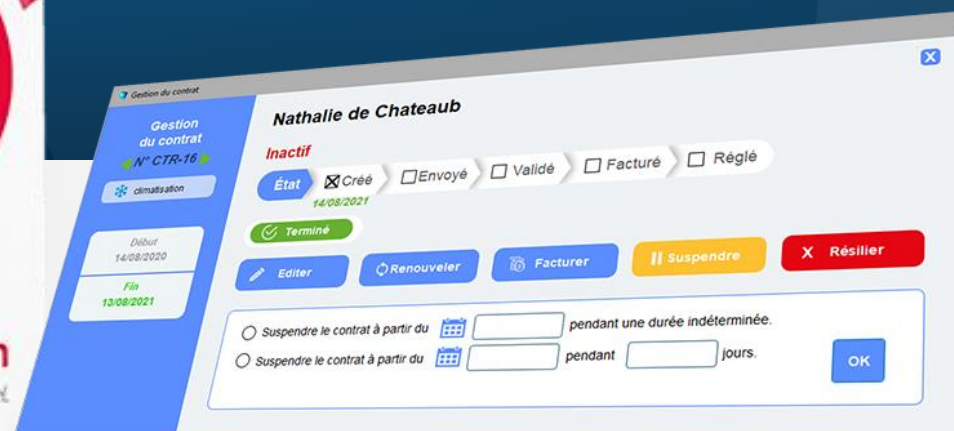 Gestion du contrat
Gestion
du contrat
N° CTR-16
climatisation
Début
14/08/2020
Fin
13/08/2021
Nathalie de Chateaub
Inactif
État Créé Envoyé Validé Facturé Réglé
14/08/2021
Terminé
Editer Renouveler Facturer Suspendre X Résilier
Suspendre le contrat à partir du pendant une durée indéterminée.
Suspendre le contrat à partir du pendant jours.
OK
X